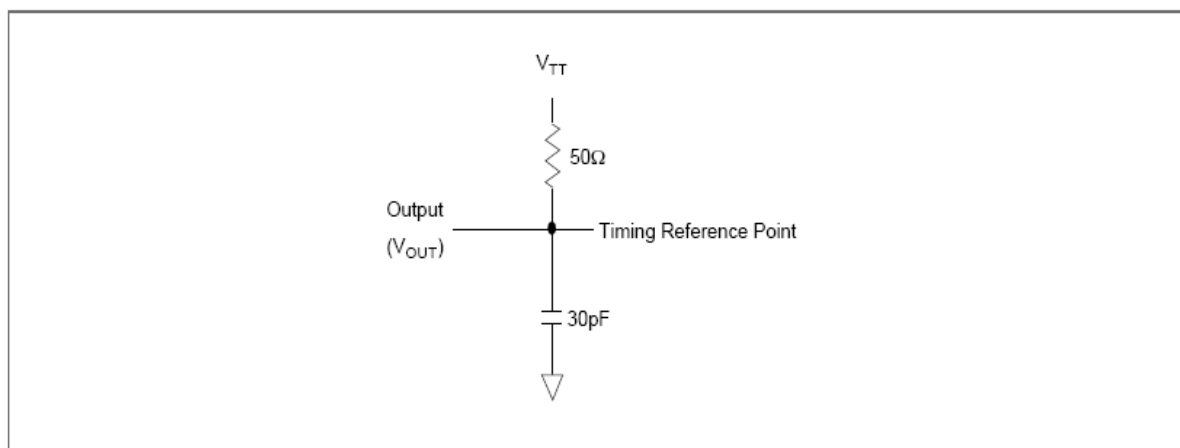 V_TT
50Ω
Output
(V_OUT)
Timing Reference Point
30pF